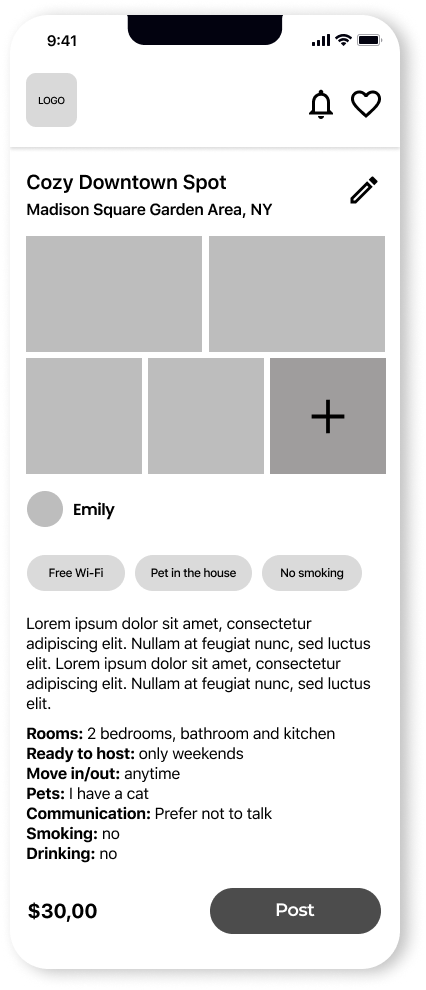 9:41
LOGO
Cozy Downtown Spot
Madison Square Garden Area, NY
Emily
Free Wi-Fi
Pet in the house
No smoking
Lorem ipsum dolor sit amet, consectetur
adipiscing elit. Nullam at feugiat nunc, sed luctus
elit. Lorem ipsum dolor sit amet, consectetur
adipiscing elit. Nullam at feugiat nunc, sed luctus
elit.
Rooms: 2 bedrooms, bathroom and kitchen
Ready to host: only weekends
Move in/out: anytime
Pets: I have a cat
Communication: Prefer not to talk
Smoking: no
Drinking: no
$30,00
Post